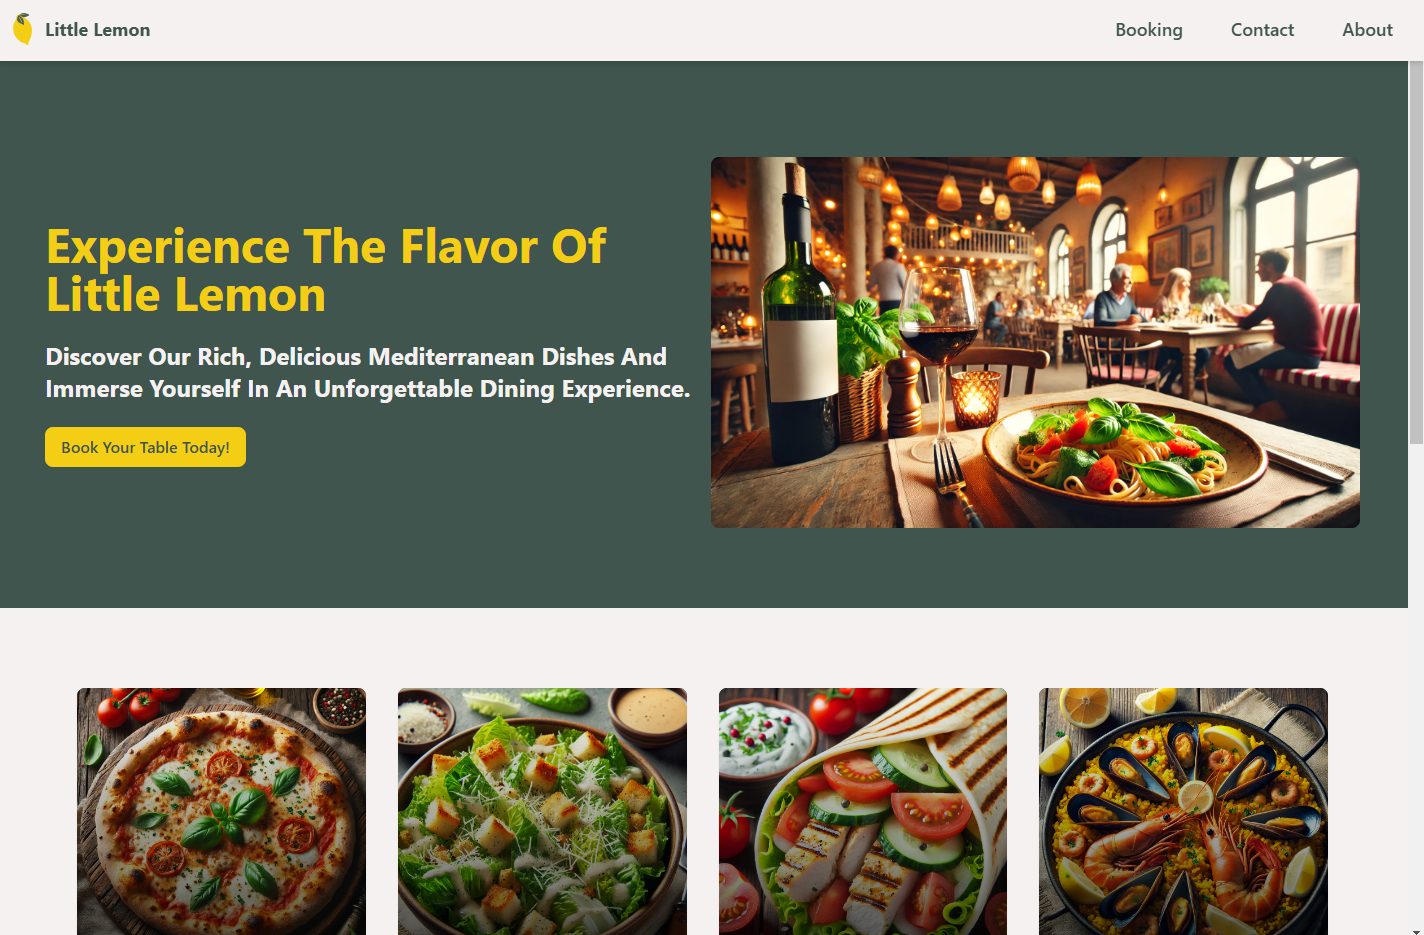 Little Lemon
Booking
Contact
About
Experience The Flavor Of
Little Lemon
Discover Our Rich, Delicious Mediterranean Dishes And
Immerse Yourself In An Unforgettable Dining Experience.
Book Your Table Today!